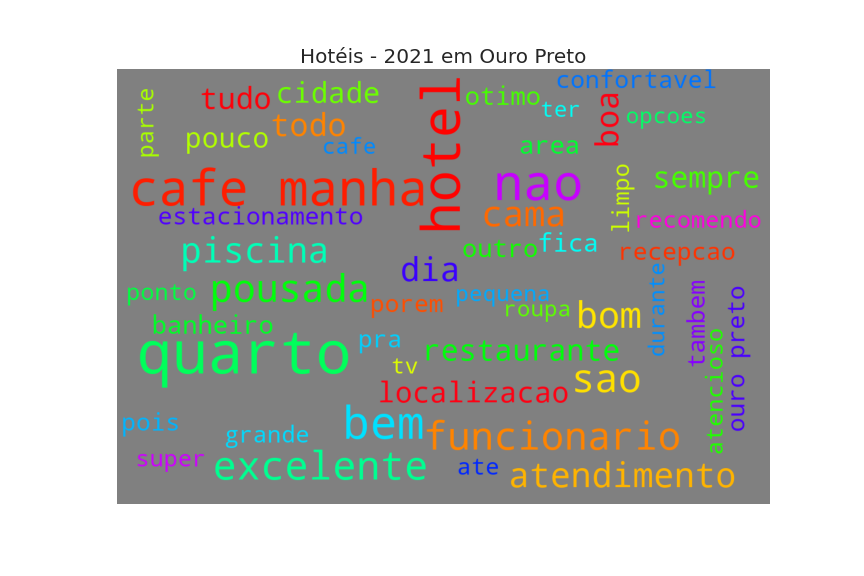 Hotéis - 2021 em Ouro Preto
confortavel
parte
tudo
cidade
hotel
otimo
ter
boa
opcoes
pouco
todo
cafe
area
cafe manha
nao
limpo
sempre
estacionamento
cama
recomendo
piscina
outro
fica
recepcao
dia
durante
ponto
pousada
porem
pequena
roupa
bom
tambem
ouro preto
banheiro
quarto
pra
tv
restaurante
atencioso
localizacao
sao
pois
grande
bem
funcionario
super
excelente
ate
atendimento